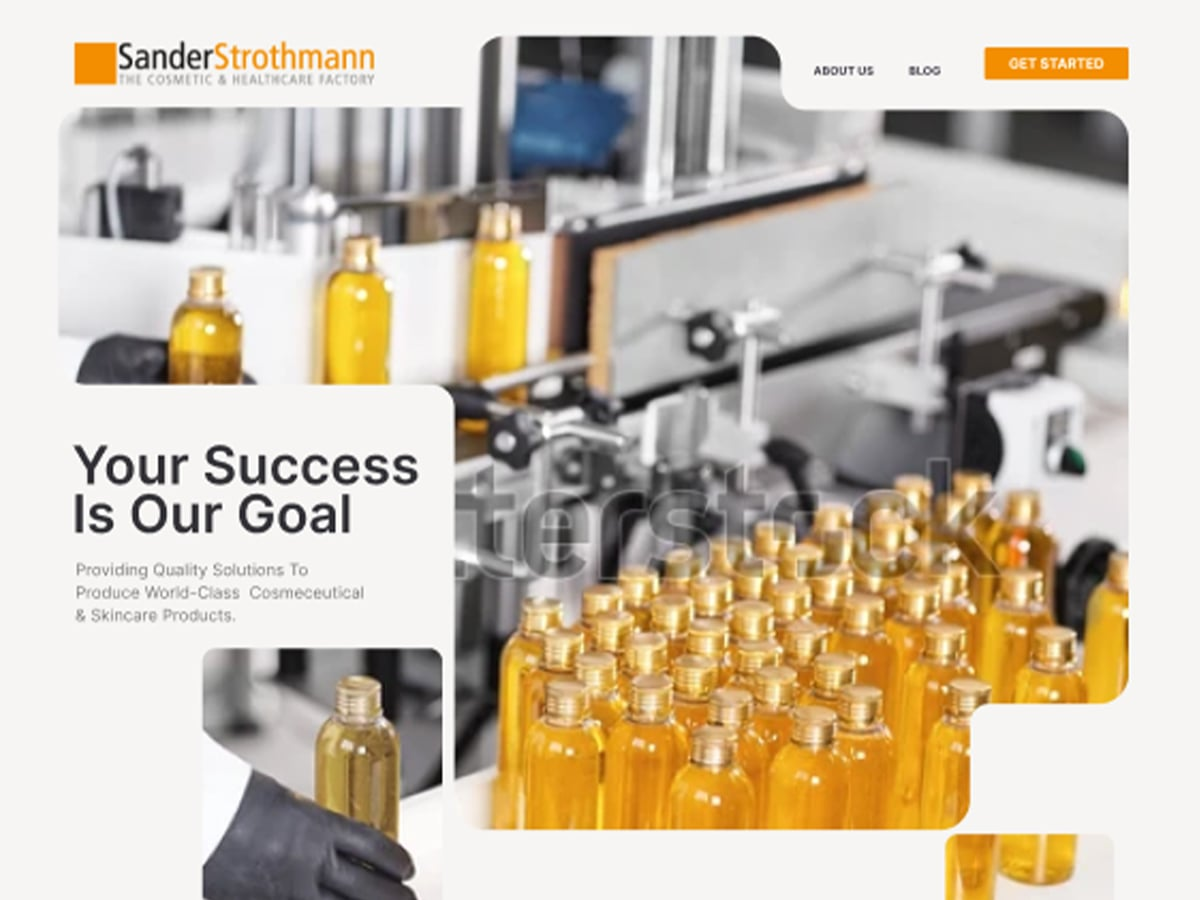 SanderStrothmann
THE COSMETIC & HEALTHCARE FACTORY
ABOUT US
BLOG
GET STARTED
Your Success
Is Our Goal
Providing Quality Solutions To
Produce World-Class Cosmeceutical
& Skincare Products.